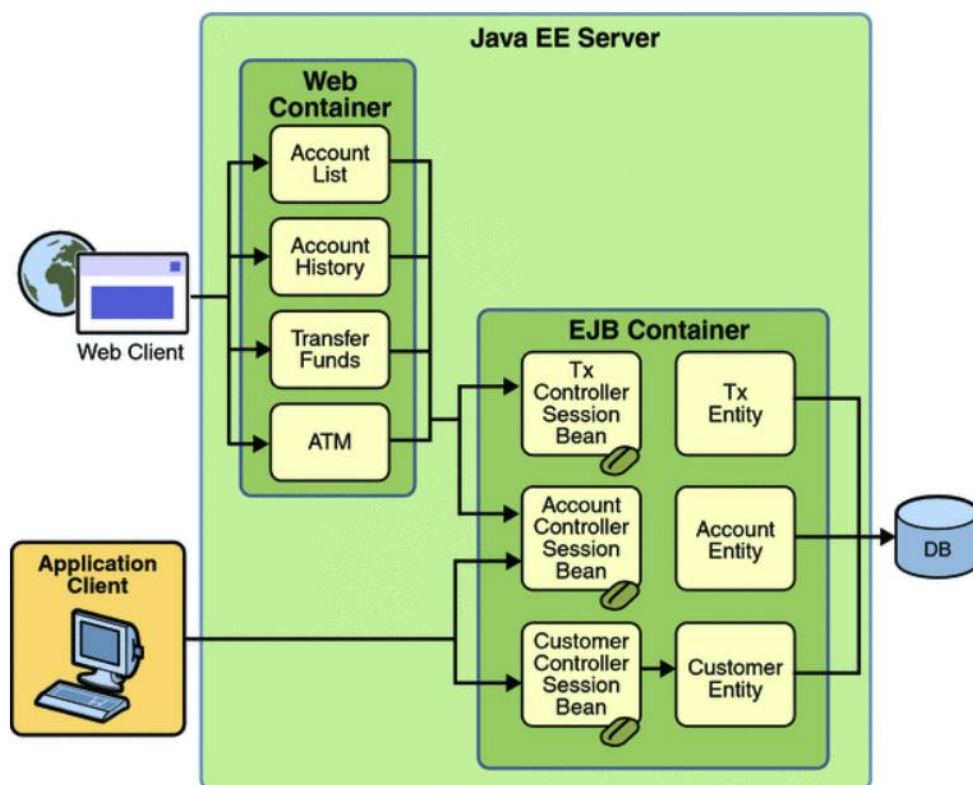 Java EE Server
Web
Container
Account
List
Account
History
Transfer
Funds
ATM
Web Client
EJB Container
Tx
Controller
Session
Bean
Tx
Entity
Account
Controller
Session
Bean
Account
Entity
Customer
Controller
Session
Bean
Customer
Entity
DB
Application
Client